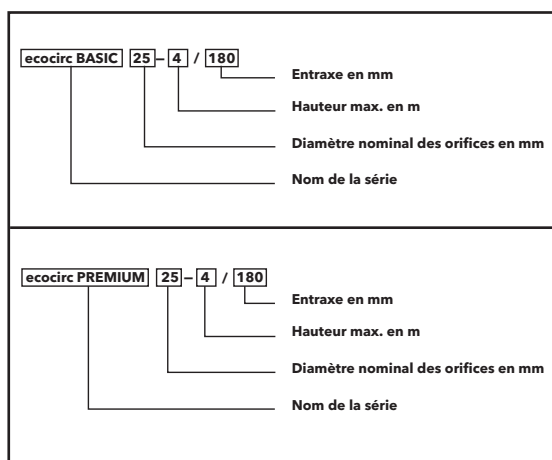 ecocirc BASIC 25 – 4 / 180
Entraxe en mm
Hauteur max. en m
Diamètre nominal des orifices en mm
Nom de la série
ecocirc PREMIUM 25 – 4 / 180
Entraxe en mm
Hauteur max. en m
Diamètre nominal des orifices en mm
Nom de la série